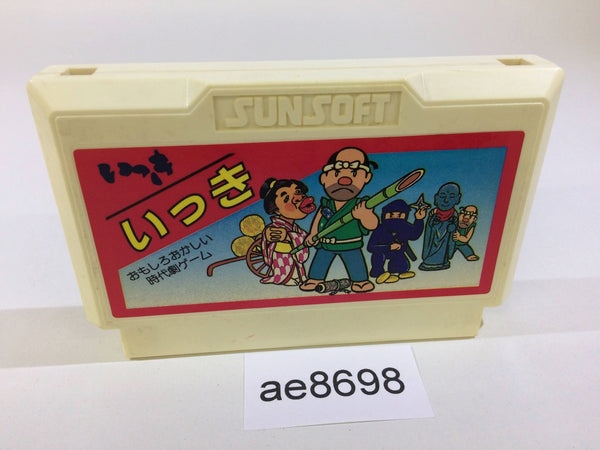 SUNSOFT
いっき
いっき
おもしろおかしい
時代劇ゲーム
ae8698